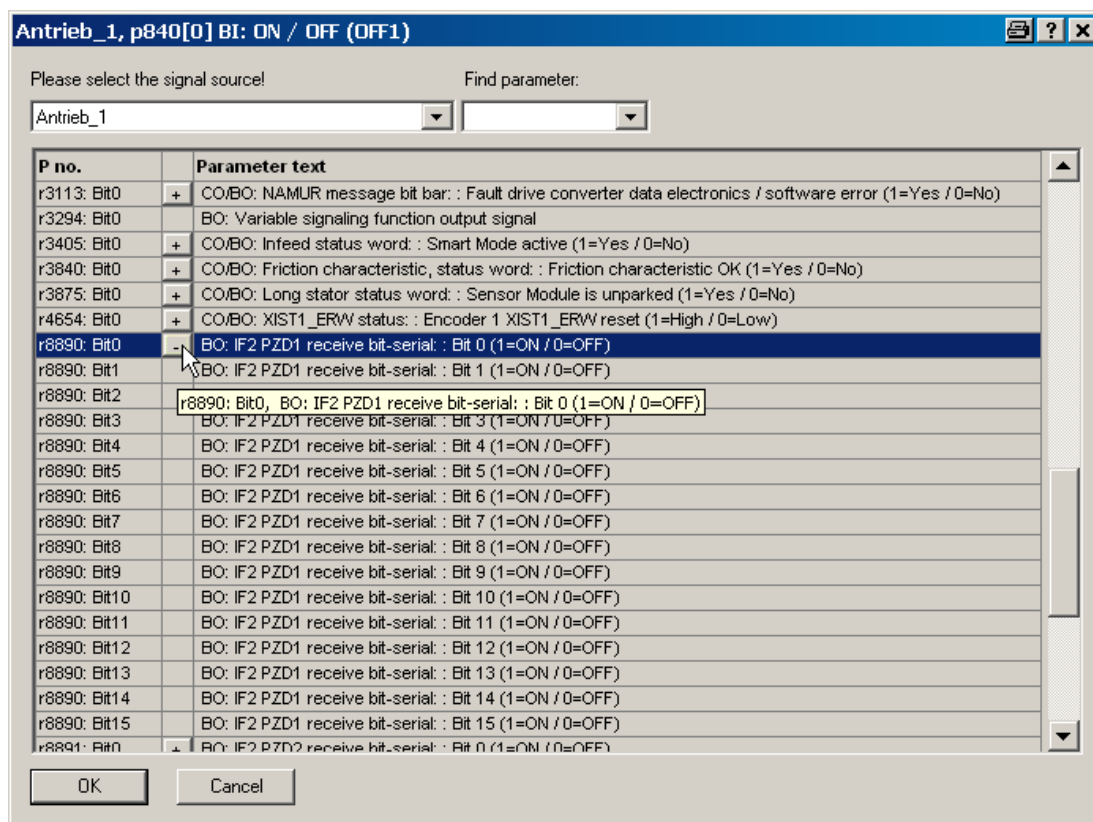 Antrieb_1, p840[0] BI: ON / OFF (OFF1)
Please select the signal source! Find parameter:
Antrieb_1
P no. Parameter text
r3113: Bit0 + CO/BO: NAMUR message bit bar: : Fault drive converter data electronics / software error (1=Yes / 0=No)
r3294: Bit0 BO: Variable signaling function output signal
r3405: Bit0 + CO/BO: Infeed status word: : Smart Mode active (1=Yes / 0=No)
r3840: Bit0 + CO/BO: Friction characteristic, status word: : Friction characteristic OK (1=Yes / 0=No)
r3875: Bit0 + CO/BO: Long stator status word: : Sensor Module is unparked (1=Yes / 0=No)
r4654: Bit0 + CO/BO: XIST1_ERW status: : Encoder 1 XIST1_ERW reset (1=High / 0=Low)
r8890: Bit0 - BO: IF2 PZD1 receive bit-serial: : Bit 0 (1=ON / 0=OFF)
r8890: Bit1 BO: IF2 PZD1 receive bit-serial: : Bit 1 (1=ON / 0=OFF)
r8890: Bit2
r8890: Bit0, BO: IF2 PZD1 receive bit-serial: : Bit 0 (1=ON / 0=OFF)
r8890: Bit3 BO: IF2 PZD1 receive bit-serial: : Bit 3 (1=ON / 0=OFF)
r8890: Bit4 BO: IF2 PZD1 receive bit-serial: : Bit 4 (1=ON / 0=OFF)
r8890: Bit5 BO: IF2 PZD1 receive bit-serial: : Bit 5 (1=ON / 0=OFF)
r8890: Bit6 BO: IF2 PZD1 receive bit-serial: : Bit 6 (1=ON / 0=OFF)
r8890: Bit7 BO: IF2 PZD1 receive bit-serial: : Bit 7 (1=ON / 0=OFF)
r8890: Bit8 BO: IF2 PZD1 receive bit-serial: : Bit 8 (1=ON / 0=OFF)
r8890: Bit9 BO: IF2 PZD1 receive bit-serial: : Bit 9 (1=ON / 0=OFF)
r8890: Bit10 BO: IF2 PZD1 receive bit-serial: : Bit 10 (1=ON / 0=OFF)
r8890: Bit11 BO: IF2 PZD1 receive bit-serial: : Bit 11 (1=ON / 0=OFF)
r8890: Bit12 BO: IF2 PZD1 receive bit-serial: : Bit 12 (1=ON / 0=OFF)
r8890: Bit13 BO: IF2 PZD1 receive bit-serial: : Bit 13 (1=ON / 0=OFF)
r8890: Bit14 BO: IF2 PZD1 receive bit-serial: : Bit 14 (1=ON / 0=OFF)
r8890: Bit15 BO: IF2 PZD1 receive bit-serial: : Bit 15 (1=ON / 0=OFF)
r8891: Bit0 + BO: IF2 PZD2 receive bit-serial: : Bit 0 (1=ON / 0=OFF)
OK Cancel